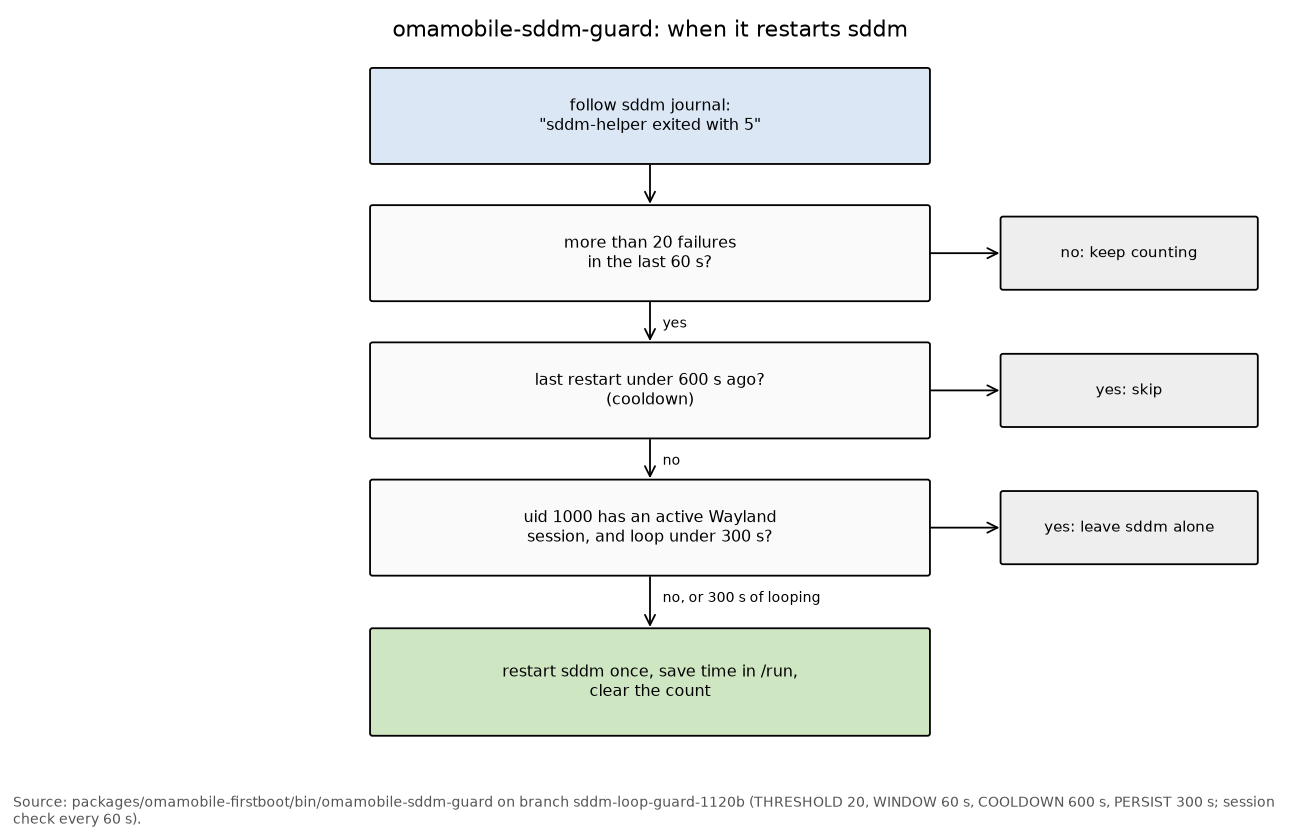 omamobile-sddm-guard: when it restarts sddm
follow sddm journal:
"sddm-helper exited with 5"
more than 20 failures
in the last 60 s?
no: keep counting
yes
last restart under 600 s ago?
(cooldown)
yes: skip
no
uid 1000 has an active Wayland
session, and loop under 300 s?
yes: leave sddm alone
no, or 300 s of looping
restart sddm once, save time in /run,
clear the count
Source: packages/omamobile-firstboot/bin/omamobile-sddm-guard on branch sddm-loop-guard-1120b (THRESHOLD 20, WINDOW 60 s, COOLDOWN 600 s, PERSIST 300 s; session
check every 60 s).